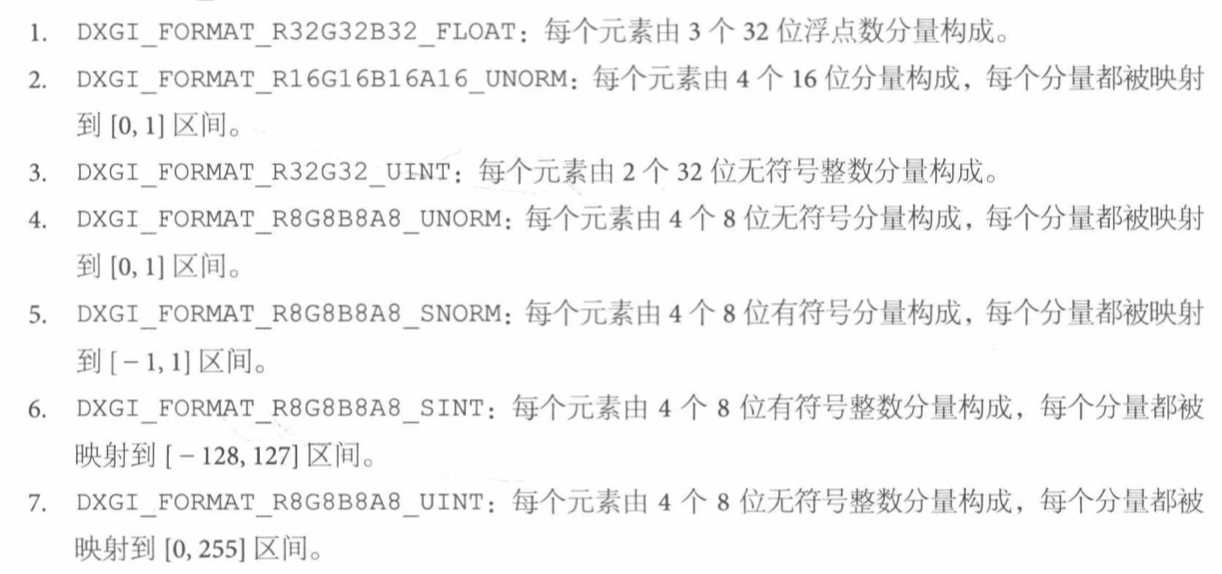 1. DXGI_FORMAT_R32G32B32_FLOAT：每个元素由 3 个 32 位浮点数分量构成。
2. DXGI_FORMAT_R16G16B16A16_UNORM：每个元素由 4 个 16 位分量构成，每个分量都被映射
到 [0, 1] 区间。
3. DXGI_FORMAT_R32G32_UINT：每个元素由 2 个 32 位无符号整数分量构成。
4. DXGI_FORMAT_R8G8B8A8_UNORM：每个元素由 4 个 8 位无符号分量构成，每个分量都被映射
到 [0, 1] 区间。
5. DXGI_FORMAT_R8G8B8A8_SNORM：每个元素由 4 个 8 位有符号分量构成，每个分量都被映射
到 [－1, 1] 区间。
6. DXGI_FORMAT_R8G8B8A8_SINT：每个元素由 4 个 8 位有符号整数分量构成，每个分量都被
映射到 [－128, 127] 区间。
7. DXGI_FORMAT_R8G8B8A8_UINT：每个元素由 4 个 8 位无符号整数分量构成，每个分量都被
映射到 [0, 255] 区间。